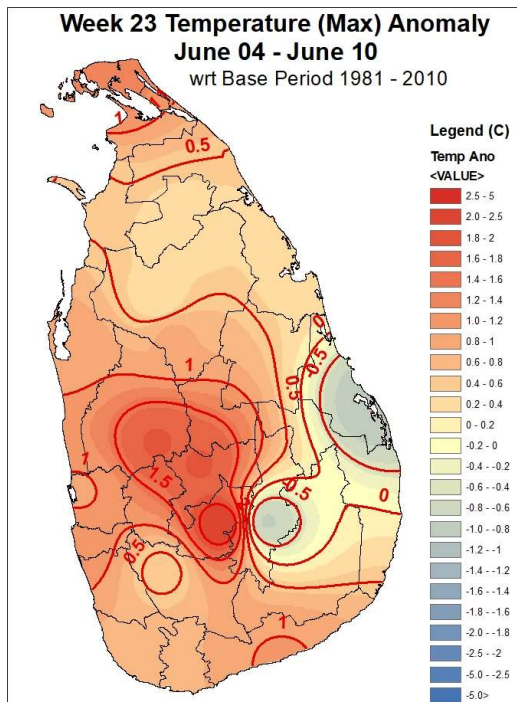 Week 23 Temperature (Max) Anomaly
June 04 - June 10
wrt Base Period 1981 - 2010
Legend (C)
Temp Ano
<VALUE>
2.5 - 5
2.0 - 2.5
1.8 - 2
1.6 - 1.8
1.4 - 1.6
1.2 - 1.4
1.0 - 1.2
0.8 - 1
0.6 - 0.8
0.4 - 0.6
0.2 - 0.4
0 - 0.2
-0.2 - 0
-0.4 - -0.2
-0.6 - -0.4
-0.8 - -0.6
-1.0 - -0.8
-1.2 - -1
-1.4 - -1.2
-1.6 - -1.4
-1.8 - -1.6
-2.0 - -1.8
-2.5 - -2
-5.0 - -2.5
-5.0>
1
1
0.5
0
-0.5
0.5
1
1.5
-0.5
0
1
0.5
1